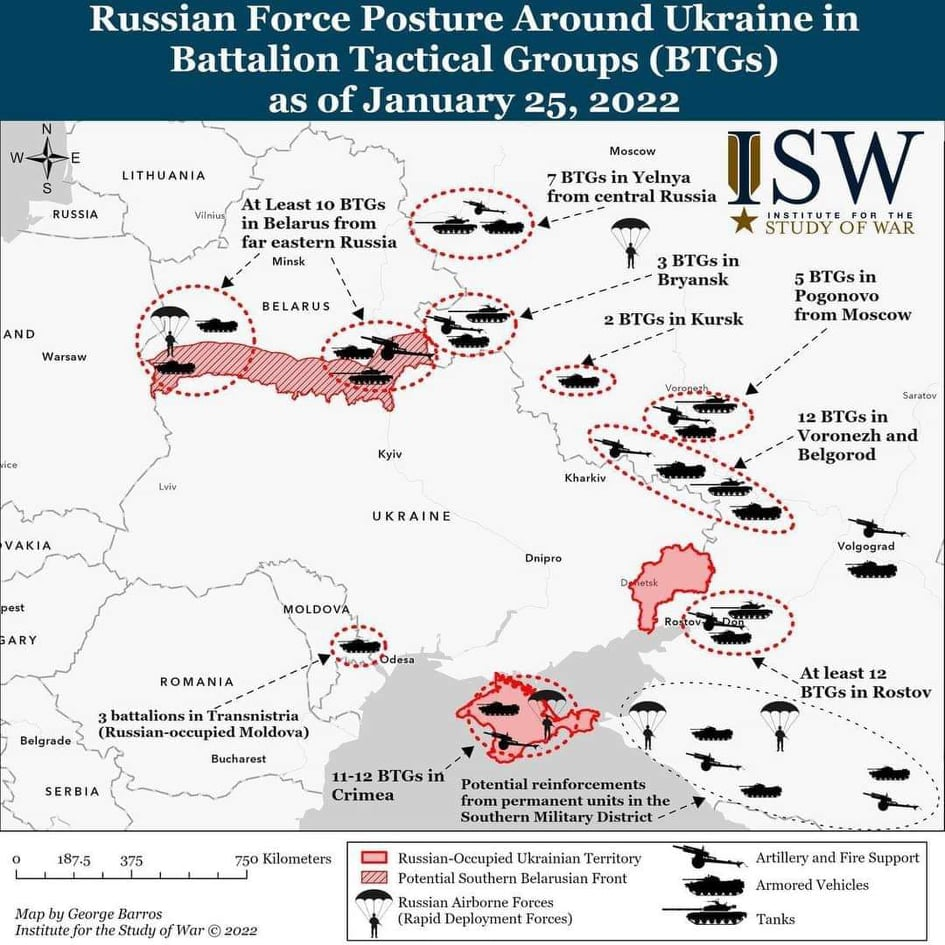 Russian Force Posture Around Ukraine in
Battalion Tactical Groups (BTGs)
as of January 25, 2022
N
W E
S
LITHUANIA
RUSSIA
Vilnius
At Least 10 BTGs
in Belarus from
far eastern Russia
Minsk
BELARUS
Moscow
7 BTGs in Yelnya
from central Russia
ISW
INSTITUTE FOR THE
STUDY OF WAR
3 BTGs in
Bryansk
5 BTGs in
Pogonovo
from Moscow
2 BTGs in Kursk
AND
Warsaw
Voronezh
Saratov
12 BTGs in
Voronezh and
Belgorod
Kyiv
Kharkiv
vice
Lviv
UKRAINE
OVAKIA
Dnipro
Volgograd
Donetsk
pest
MOLDOVA
GARY
Rostov Don
Odesa
ROMANIA
At least 12
BTGs in Rostov
3 battalions in Transnistria
(Russian-occupied Moldova)
Belgrade
Bucharest
SERBIA
11-12 BTGs in
Crimea
Potential reinforcements
from permanent units in the
Southern Military District
0 187.5 375 750 Kilometers
Map by George Barros
Institute for the Study of War © 2022
Russian-Occupied Ukrainian Territory
Potential Southern Belarusian Front
Russian Airborne Forces
(Rapid Deployment Forces)
Artillery and Fire Support
Armored Vehicles
Tanks